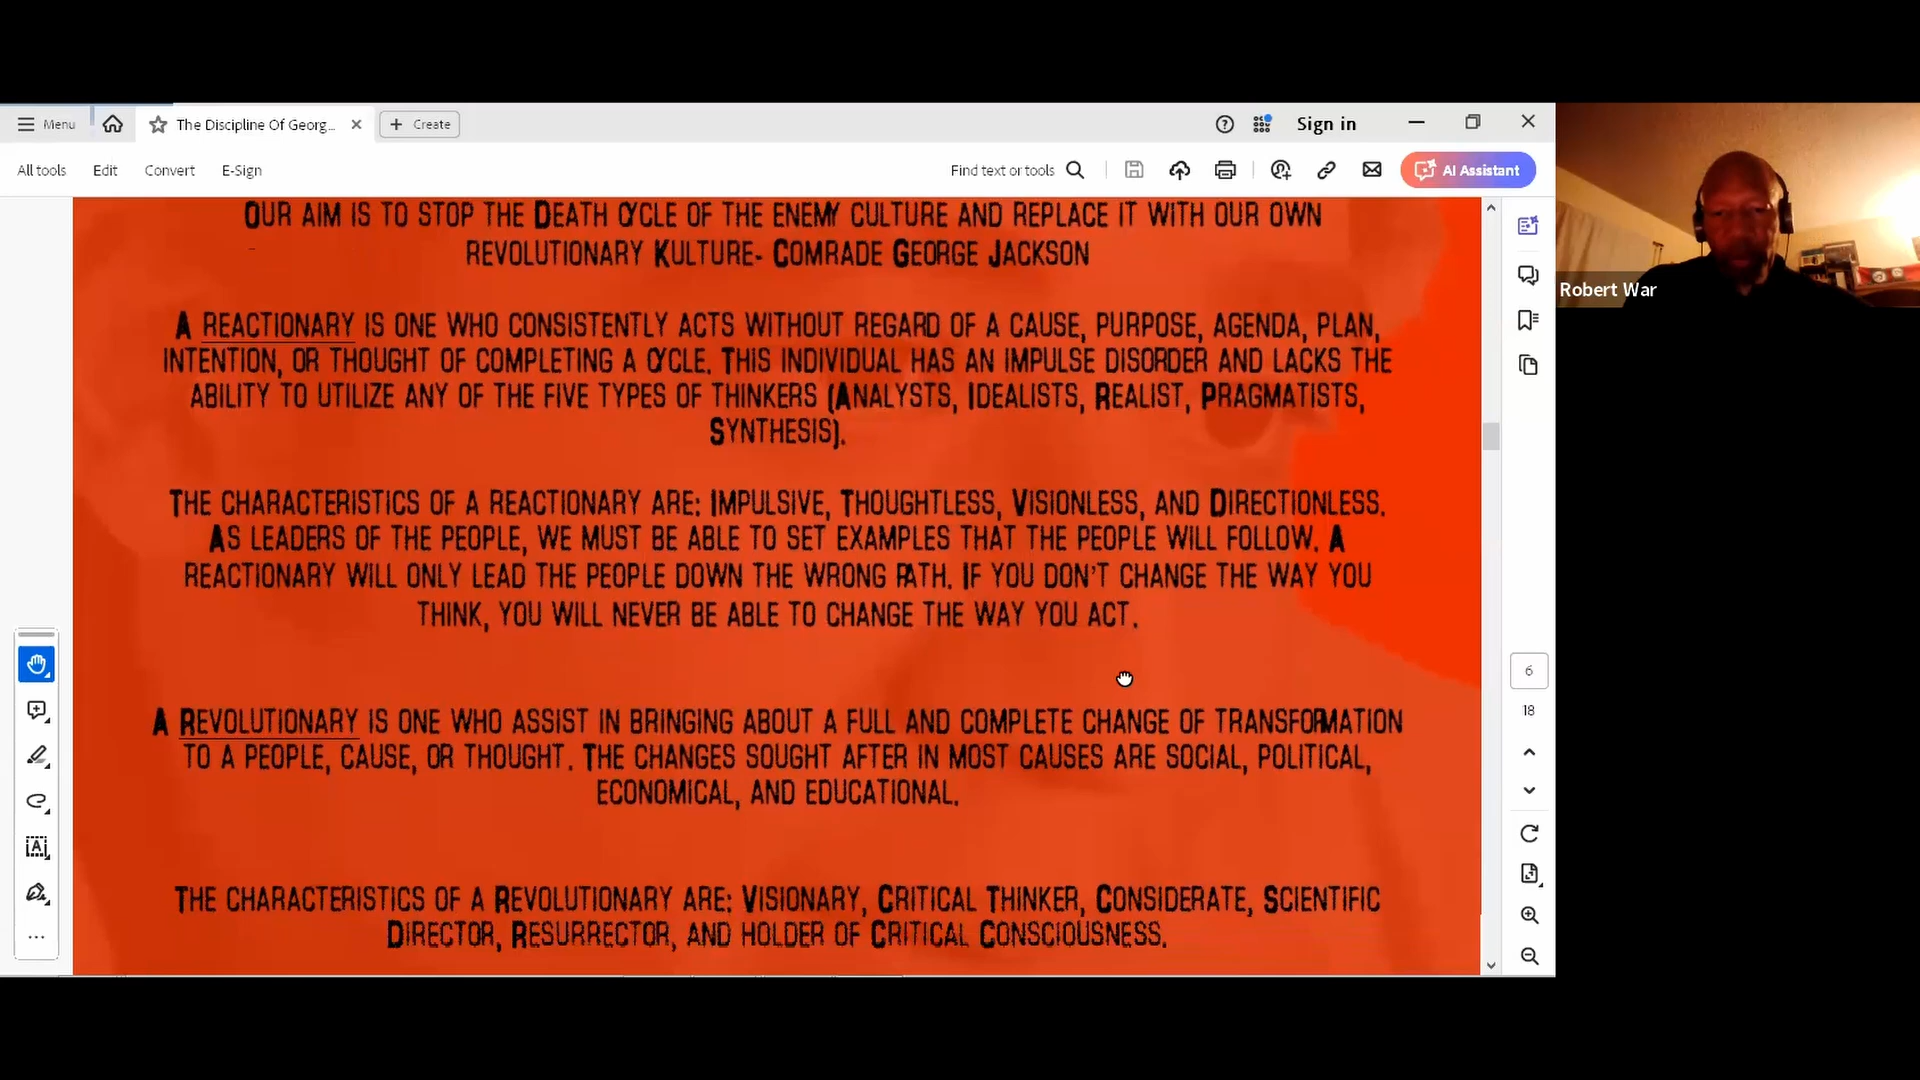 Menu
The Discipline Of Georg...
Create
Sign in
All tools
Edit
Convert
E-Sign
Find text or tools
AI Assistant
OUR AIM IS TO STOP THE DEATH CYCLE OF THE ENEMY CULTURE AND REPLACE IT WITH OUR OWN
REVOLUTIONARY KULTURE- COMRADE GEORGE JACKSON
A REACTIONARY IS ONE WHO CONSISTENTLY ACTS WITHOUT REGARD OF A CAUSE, PURPOSE, AGENDA, PLAN,
INTENTION, OR THOUGHT OF COMPLETING A CYCLE. THIS INDIVIDUAL HAS AN IMPULSE DISORDER AND LACKS THE
ABILITY TO UTILIZE ANY OF THE FIVE TYPES OF THINKERS (ANALYSTS, IDEALISTS, REALIST, PRAGMATISTS,
SYNTHESIS).
THE CHARACTERISTICS OF A REACTIONARY ARE: IMPULSIVE, THOUGHTLESS, VISIONLESS, AND DIRECTIONLESS.
AS LEADERS OF THE PEOPLE, WE MUST BE ABLE TO SET EXAMPLES THAT THE PEOPLE WILL FOLLOW. A
REACTIONARY WILL ONLY LEAD THE PEOPLE DOWN THE WRONG PATH. IF YOU DON'T CHANGE THE WAY YOU
THINK, YOU WILL NEVER BE ABLE TO CHANGE THE WAY YOU ACT.
A REVOLUTIONARY IS ONE WHO ASSIST IN BRINGING ABOUT A FULL AND COMPLETE CHANGE OF TRANSFORMATION
TO A PEOPLE, CAUSE, OR THOUGHT. THE CHANGES SOUGHT AFTER IN MOST CAUSES ARE SOCIAL, POLITICAL,
ECONOMICAL, AND EDUCATIONAL.
THE CHARACTERISTICS OF A REVOLUTIONARY ARE: VISIONARY, CRITICAL THINKER, CONSIDERATE, SCIENTIFIC
DIRECTOR, RESURRECTOR, AND HOLDER OF CRITICAL CONSCIOUSNESS.
6
18
Robert War